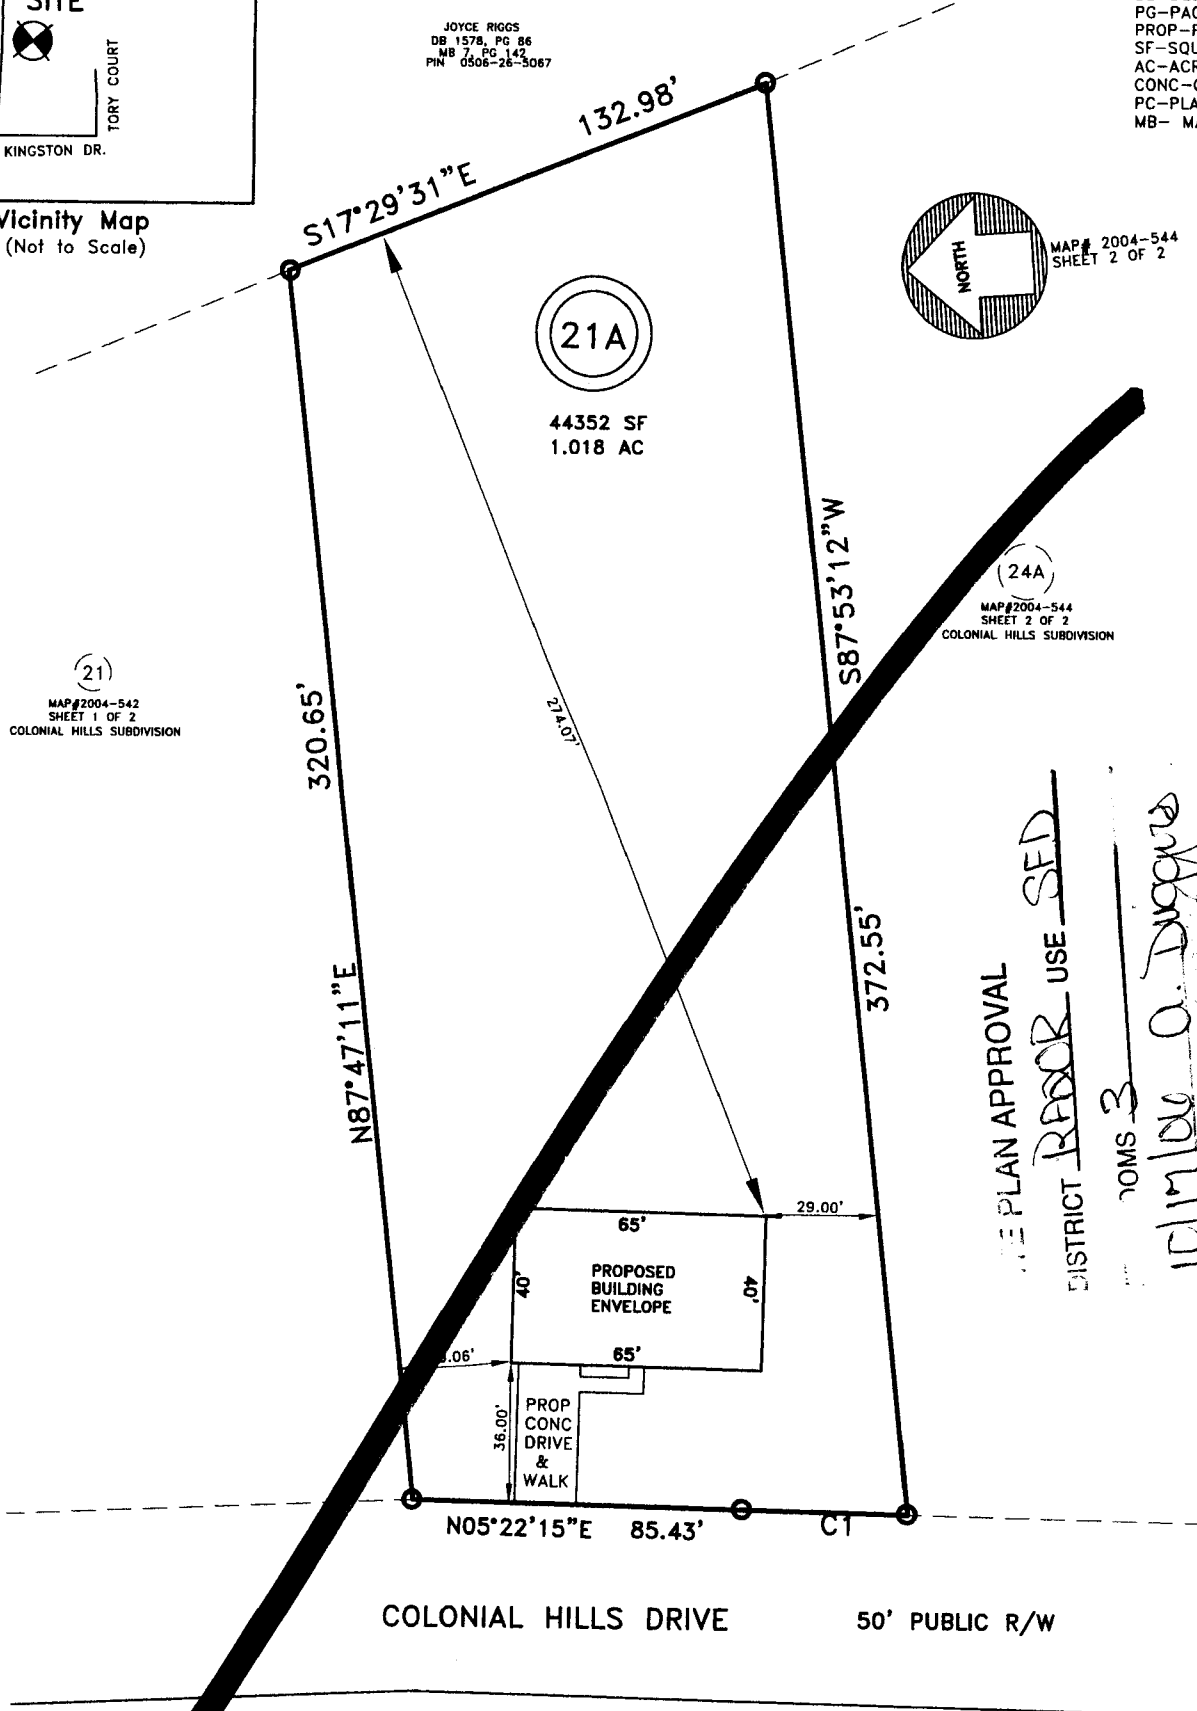 SITE
TORY COURT
KINGSTON DR.
Vicinity Map
(Not to Scale)
JOYCE RIGGS
DB 1578, PG 86
MB 7, PG 142
PIN 0506-26-5067
SF-SQU
CONC-C
PC-PLA
MB- MA
132.98'
S17°29'31"E
NORTH
MAP# 2004-544
SHEET 2 OF 2
21A
44352 SF
1.018 AC
S87°53'12"W
24A
MAP#2004-544
SHEET 2 OF 2
COLONIAL HILLS SUBDIVISION
21
MAP#2004-542
SHEET 1 OF 2
COLONIAL HILLS SUBDIVISION
320.65'
274.07'
372.55'
N87°47'11"E
PLAN APPROVAL
DISTRICT RA20R USE SFD
OMS 3
29.00'
65'
40'
PROPOSED
BUILDING
ENVELOPE
40'
65'
.06'
36.00'
PROP
CONC
DRIVE
&
WALK
N05°22'15"E 85.43' C1
COLONIAL HILLS DRIVE 50' PUBLIC R/W